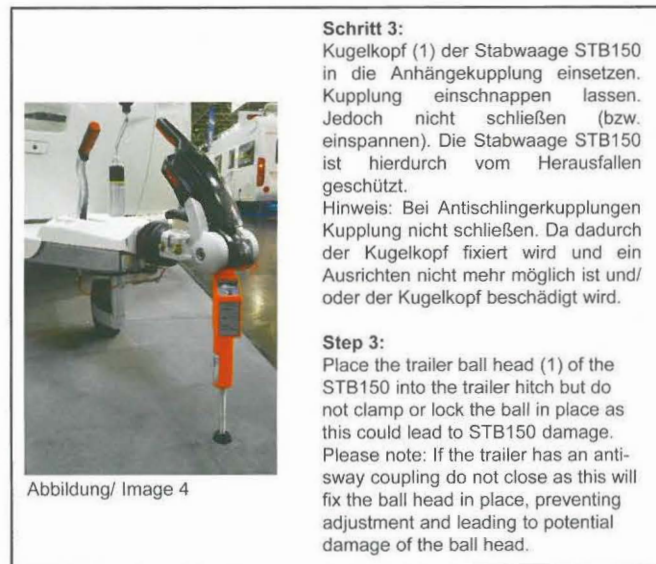 Schritt 3:
Kugelkopf (1) der Stabwaage STB150
in die Anhängekupplung einsetzen.
Kupplung einschnappen lassen.
Jedoch nicht schließen (bzw.
einspannen). Die Stabwaage STB150
ist hierdurch vom Herausfallen
geschützt.
Hinweis: Bei Antischlingerkupplungen
Kupplung nicht schließen. Da dadurch
der Kugelkopf fixiert wird und ein
Ausrichten nicht mehr möglich ist und/
oder der Kugelkopf beschädigt wird.
Step 3:
Place the trailer ball head (1) of the
STB150 into the trailer hitch but do
not clamp or lock the ball in place as
this could lead to STB150 damage.
Please note: If the trailer has an anti-
sway coupling do not close as this will
fix the ball head in place, preventing
adjustment and leading to potential
damage of the ball head.
Abbildung/ Image 4